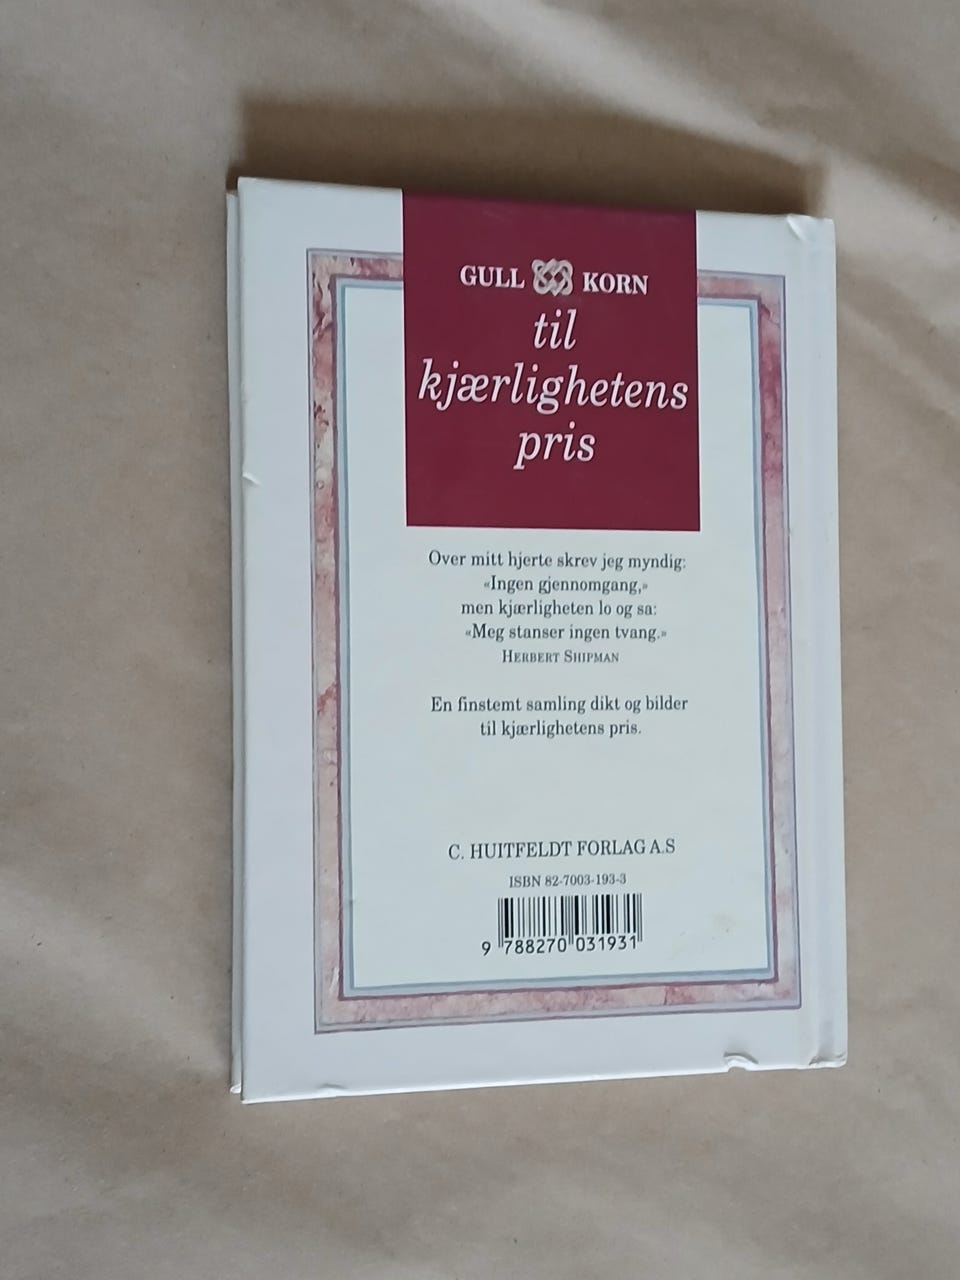 GULL KORN
til
kjærlighetens
pris
Over mitt hjerte skrev jeg myndig:
«Ingen gjennomgang,»
men kjærligheten lo og sa:
«Meg stanser ingen tvang.»
HERBERT SHIPMAN
En finstemt samling dikt og bilder
til kjærlighetens pris.
C. HUITFELDT FORLAG A.S
ISBN 82-7003-193-3
9 788270 031931